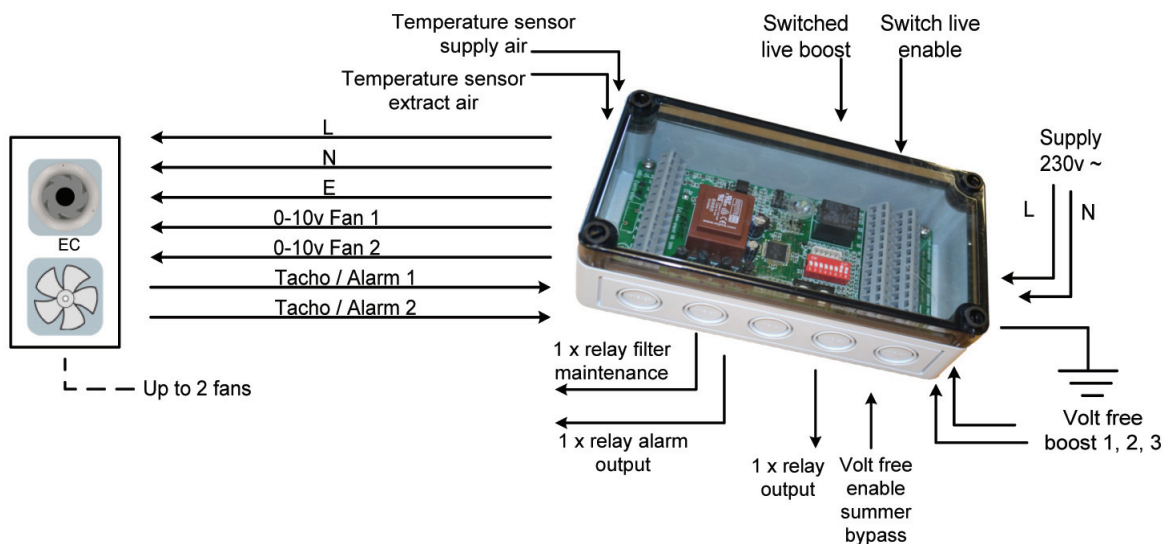 Temperature sensor
supply air
Temperature sensor
extract air
Switched
live boost
Switch live
enable
Supply
230v ~
L
N
L
N
E
0-10v Fan 1
0-10v Fan 2
Tacho / Alarm 1
Tacho / Alarm 2
EC
Up to 2 fans
1 x relay filter
maintenance
1 x relay alarm
output
1 x relay
output
Volt free
enable
summer
bypass
Volt free
boost 1, 2, 3